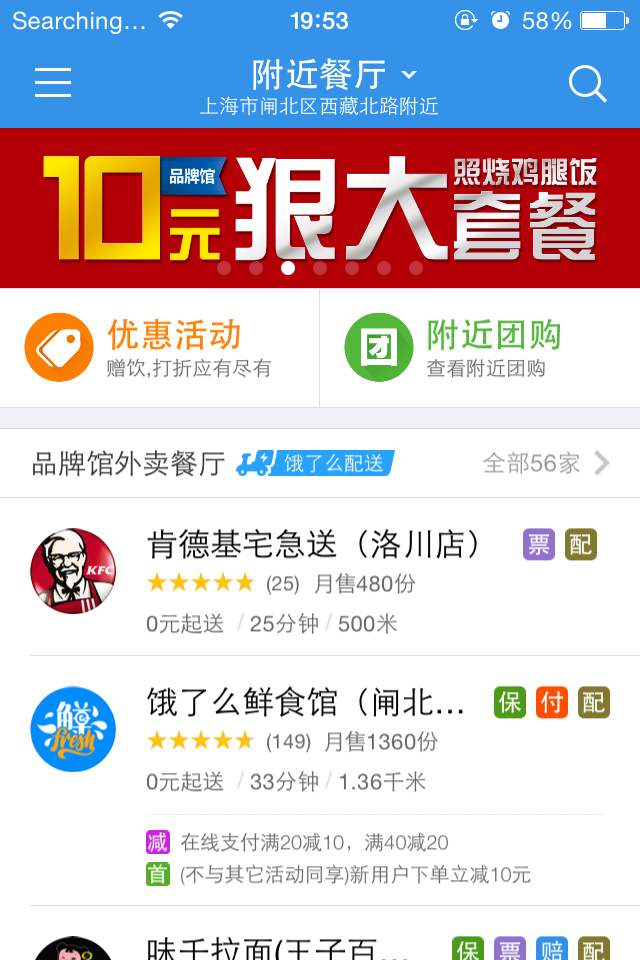 Searching... 19:53 58%
附近餐厅
上海市闸北区西藏北路附近
10元 品牌馆 狠大 照烧鸡腿饭 套餐
优惠活动
赠饮,打折应有尽有
附近团购
查看附近团购
团
品牌馆外卖餐厅 饿了么配送 全部56家
KFC
肯德基宅急送（洛川店） 票 配
(25) 月售480份
0元起送 / 25分钟 / 500米
鱻 fresh
饿了么鲜食馆（闸北... 保 付 配
(149) 月售1360份
0元起送 / 33分钟 / 1.36千米
减 在线支付满20减10，满40减20
首 (不与其它活动同享)新用户下单立减10元
味千拉面(王子百... 保 票 赔 配